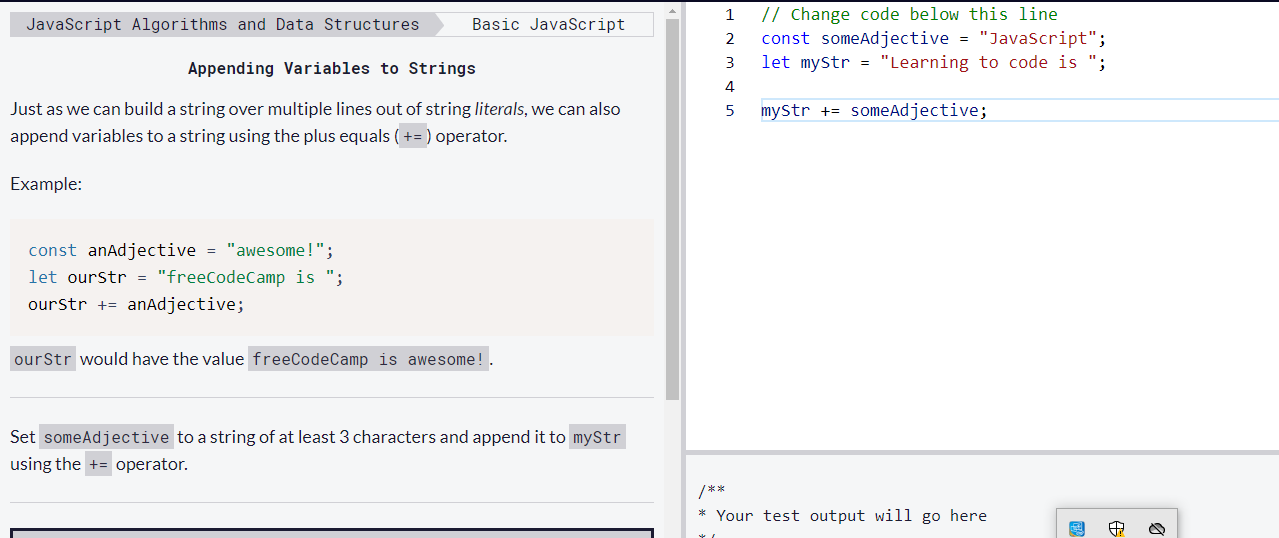 JavaScript Algorithms and Data Structures
Basic JavaScript
Appending Variables to Strings
Just as we can build a string over multiple lines out of string literals, we can also
append variables to a string using the plus equals ( += ) operator.
Example:
const anAdjective = "awesome!";
let ourStr = "freeCodeCamp is ";
ourStr += anAdjective;
ourStr would have the value freeCodeCamp is awesome! .
Set someAdjective to a string of at least 3 characters and append it to myStr
using the += operator.
1 // Change code below this line
2 const someAdjective = "JavaScript";
3 let myStr = "Learning to code is ";
4
5 myStr += someAdjective;
/**
* Your test output will go here
*/